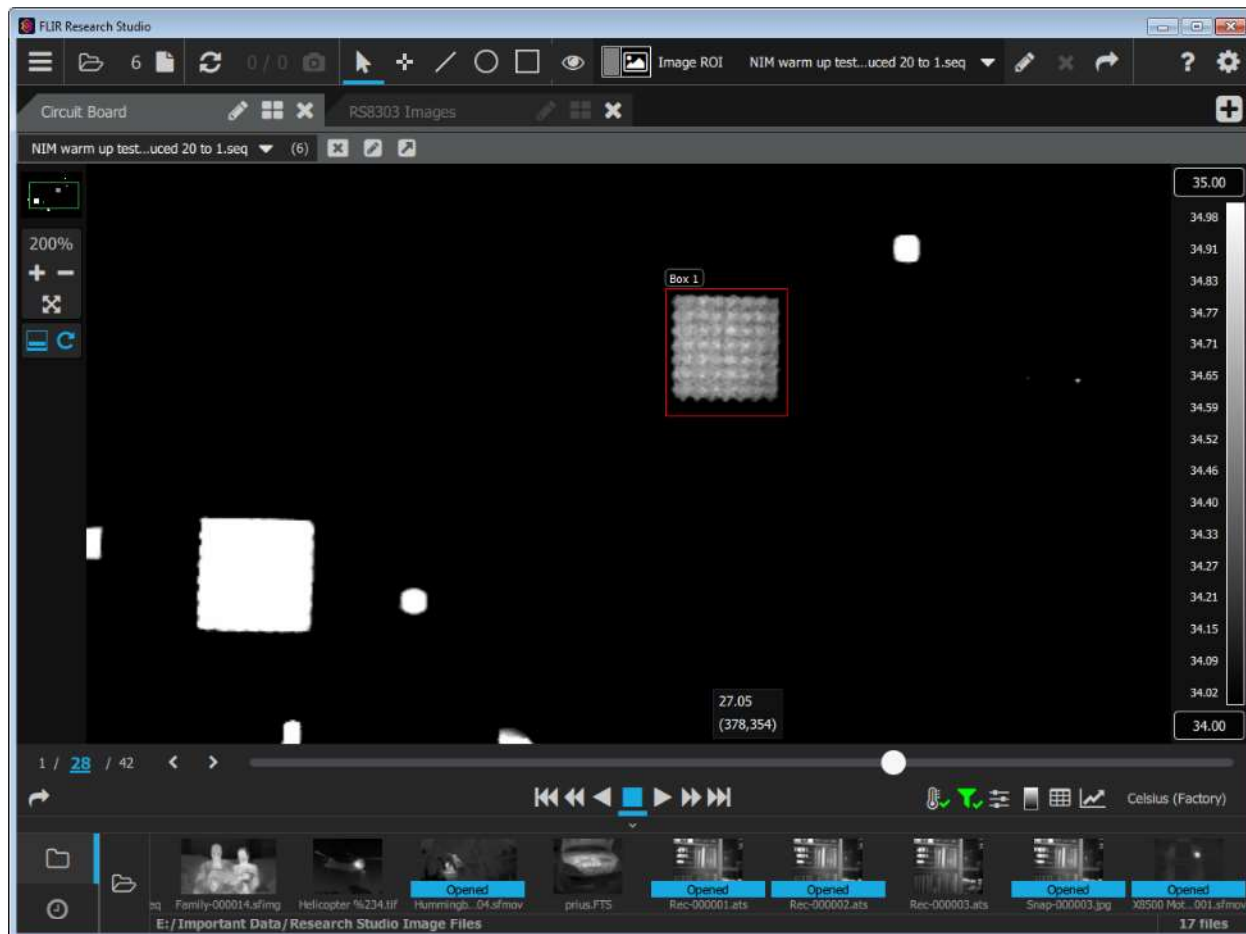 FLIR Research Studio
6
0 / 0
Image ROI
NIM warm up test...uced 20 to 1.seq
?
Circuit Board
RS8303 Images
NIM warm up test...uced 20 to 1.seq
(6)
35.00
34.98
34.91
34.83
34.77
34.71
34.65
34.59
34.52
34.46
34.40
34.33
34.27
34.21
34.15
34.09
34.02
34.00
200%
Box 1
27.05
(378,354)
1 / 28 / 42
Celsius (Factory)
Opened
Opened
Opened
Opened
Opened
eq
Family-000014.sfimg
Helicopter %234.tif
Hummingb...04.sfmov
prius.FTS
Rec-000001.ats
Rec-000002.ats
Rec-000003.ats
Snap-000003.jpg
X8500 Mot...001.sfmov
E:/Important Data/Research Studio Image Files
17 files